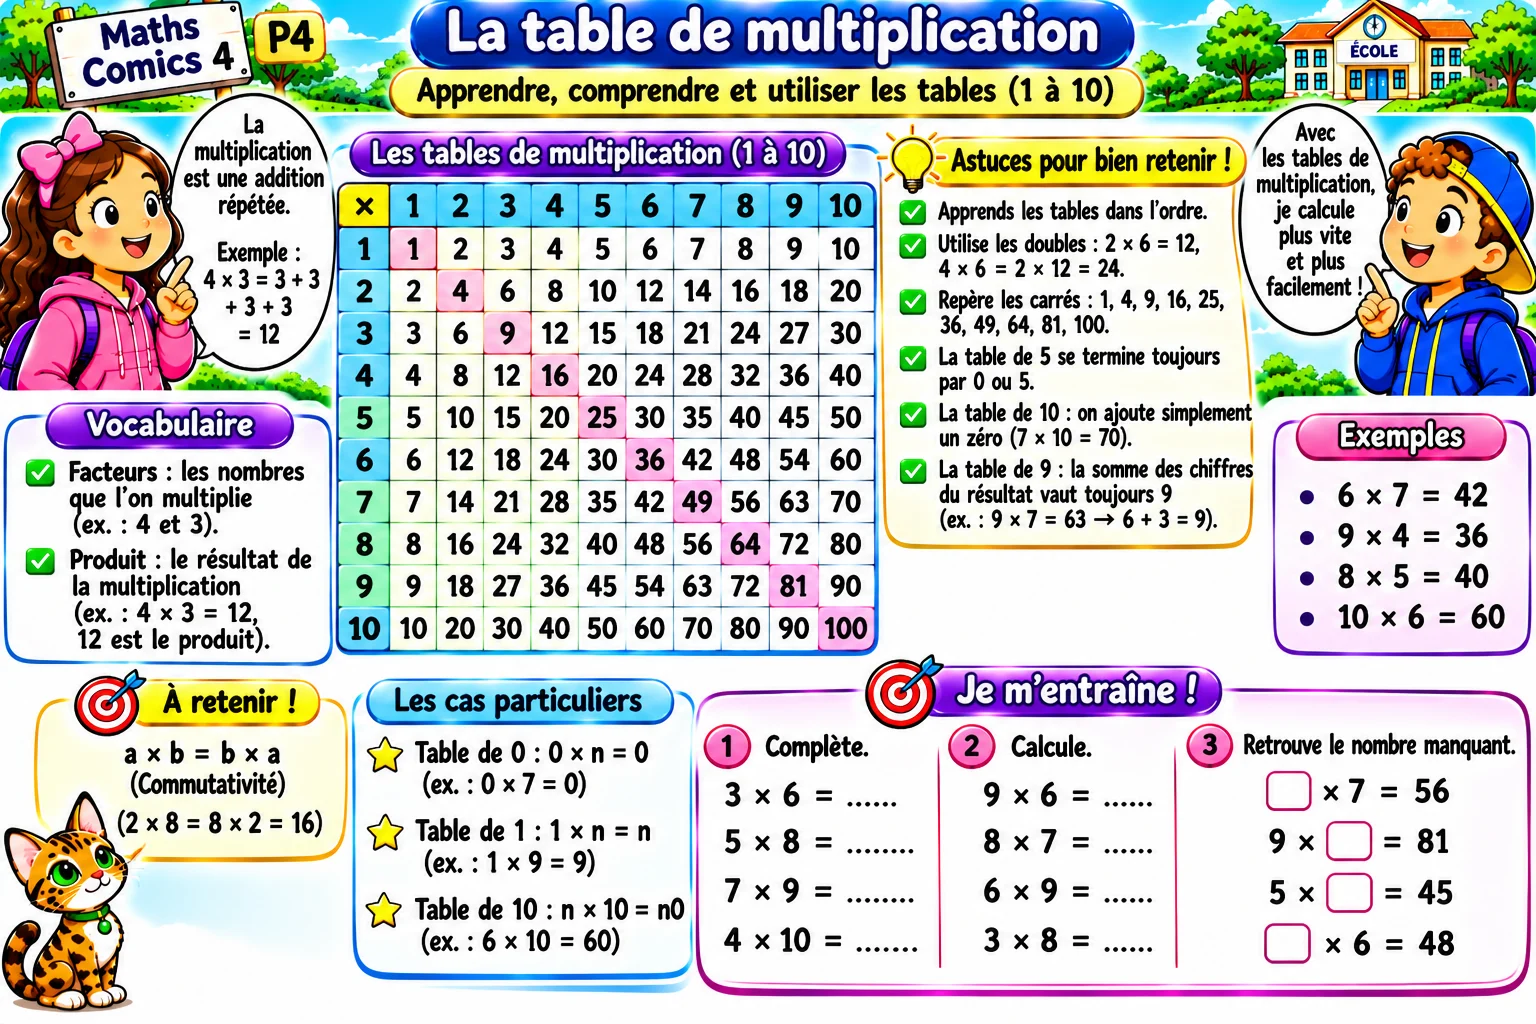 Maths
Comics 4
P4
La table de multiplication
Apprendre, comprendre et utiliser les tables (1 à 10)
ÉCOLE
La
multiplication
est une addition
répétée.
Exemple :
4 × 3 = 3 + 3
+ 3 + 3
= 12
Les tables de multiplication (1 à 10)
× 1 2 3 4 5 6 7 8 9 10
1 1 2 3 4 5 6 7 8 9 10
2 2 4 6 8 10 12 14 16 18 20
3 3 6 9 12 15 18 21 24 27 30
4 4 8 12 16 20 24 28 32 36 40
5 5 10 15 20 25 30 35 40 45 50
6 6 12 18 24 30 36 42 48 54 60
7 7 14 21 28 35 42 49 56 63 70
8 8 16 24 32 40 48 56 64 72 80
9 9 18 27 36 45 54 63 72 81 90
10 10 20 30 40 50 60 70 80 90 100
Astuces pour bien retenir !
Apprends les tables dans l'ordre.
Utilise les doubles : 2 × 6 = 12,
4 × 6 = 2 × 12 = 24.
Repère les carrés : 1, 4, 9, 16, 25,
36, 49, 64, 81, 100.
La table de 5 se termine toujours
par 0 ou 5.
La table de 10 : on ajoute simplement
un zéro (7 × 10 = 70).
La table de 9 : la somme des chiffres
du résultat vaut toujours 9
(ex. : 9 × 7 = 63 → 6 + 3 = 9).
Avec
les tables de
multiplication,
je calcule
plus vite
et plus
facilement !
Vocabulaire
Facteurs : les nombres
que l'on multiplie
(ex. : 4 et 3).
Produit : le résultat de
la multiplication
(ex. : 4 × 3 = 12,
12 est le produit).
Exemples
• 6 × 7 = 42
• 9 × 4 = 36
• 8 × 5 = 40
• 10 × 6 = 60
À retenir !
a × b = b × a
(Commutativité)
(2 × 8 = 8 × 2 = 16)
Les cas particuliers
Table de 0 : 0 × n = 0
(ex. : 0 × 7 = 0)
Table de 1 : 1 × n = n
(ex. : 1 × 9 = 9)
Table de 10 : n × 10 = n0
(ex. : 6 × 10 = 60)
Je m'entraîne !
1 Complète.
3 × 6 = ......
5 × 8 = ........
7 × 9 = ........
4 × 10 = .......
2 Calcule.
9 × 6 = ......
8 × 7 = ......
6 × 9 = ......
3 × 8 = ......
3 Retrouve le nombre manquant.
☐ × 7 = 56
9 × ☐ = 81
5 × ☐ = 45
☐ × 6 = 48